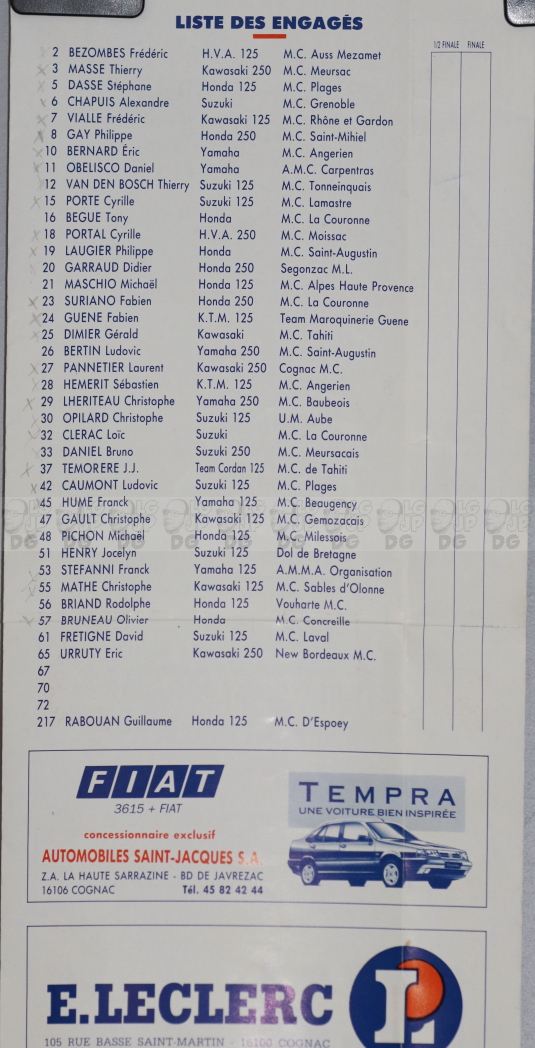 LISTE DES ENGAGÉS
1/2 FINALE FINALE
2 BEZOMBES Frédéric H.V.A. 125 M.C. Auss Mezamet
3 MASSE Thierry Kawasaki 250 M.C. Meursac
5 DASSE Stéphane Honda 125 M.C. Plages
6 CHAPUIS Alexandre Suzuki M.C. Grenoble
7 VIALLE Frédéric Kawasaki 125 M.C. Rhône et Gardon
8 GAY Philippe Honda 250 M.C. Saint-Mihiel
10 BERNARD Éric Yamaha M.C. Angerien
11 OBELISCO Daniel Yamaha A.M.C. Carpentras
12 VAN DEN BOSCH Thierry Suzuki 125 M.C. Tonneinquais
15 PORTE Cyrille Suzuki 125 M.C. Lamastre
16 BEGUE Tony Honda M.C. La Couronne
18 PORTAL Cyrille H.V.A. 250 M.C. Moissac
19 LAUGIER Philippe Honda M.C. Saint-Augustin
20 GARRAUD Didier Honda 250 Segonzac M.L.
21 MASCHIO Michaël Honda 125 M.C. Alpes Haute Provence
23 SURIANO Fabien Honda 250 M.C. La Couronne
24 GUENE Fabien K.T.M. 125 Team Maroquinerie Guene
25 DIMIER Gérald Kawasaki M.C. Tahiti
26 BERTIN Ludovic Yamaha 250 M.C. Saint-Augustin
27 PANNETIER Laurent Kawasaki 250 Cognac M.C.
28 HEMERIT Sébastien K.T.M. 125 M.C. Angerien
29 LHERITEAU Christophe Yamaha 250 M.C. Baubeois
30 OPILARD Christophe Suzuki 125 U.M. Aube
32 CLERAC Loïc Suzuki M.C. La Couronne
33 DANIEL Bruno Suzuki 250 M.C. Meursacais
37 TEMORERE J.J. Team Cordan 125 M.C. de Tahiti
42 CAUMONT Ludovic Suzuki 125 M.C. Plages
45 HUME Franck Yamaha 125 M.C. Beaugency
47 GAULT Christophe Kawasaki 125 M.C. Gemozacais
48 PICHON Michaël Honda 125 M.C. Milessois
51 HENRY Jocelyn Suzuki 125 Dol de Bretagne
53 STEFANNI Franck Yamaha 125 A.M.M.A. Organisation
55 MATHE Christophe Kawasaki 125 M.C. Sables d'Olonne
56 BRIAND Rodolphe Honda 125 Vouharte M.C.
57 BRUNEAU Olivier Honda M.C. Concreille
61 FRETIGNE David Suzuki 125 M.C. Laval
65 URRUTY Eric Kawasaki 250 New Bordeaux M.C.
67
70
72
217 RABOUAN Guillaume Honda 125 M.C. D'Espoey
FIAT
3615 + FIAT
concessionnaire exclusif
AUTOMOBILES SAINT-JACQUES S.A.
Z.A. LA HAUTE SARRAZINE - BD DE JAVREZAC
16106 COGNAC Tél. 45 82 42 44
TEMPRA
UNE VOITURE BIEN INSPIRÉE
E.LECLERC L
105 RUE BASSE SAINT-MARTIN - 16100 COGNAC